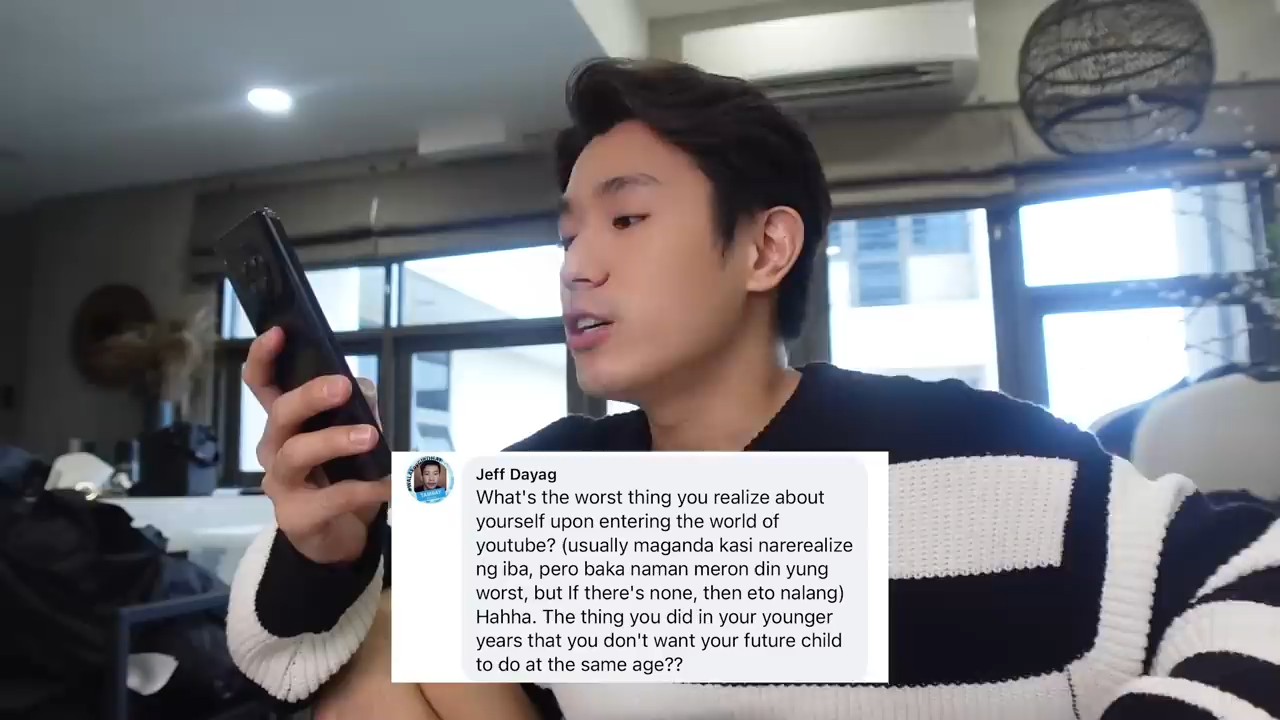 Jeff Dayag
What's the worst thing you realize about
yourself upon entering the world of
youtube? (usually maganda kasi narerealize
ng iba, pero baka naman meron din yung
worst, but If there's none, then eto nalang)
Hahha. The thing you did in your younger
years that you don't want your future child
to do at the same age??